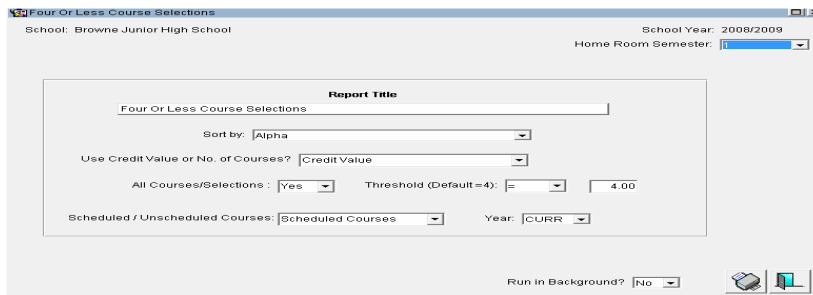 Four Or Less Course Selections
School: Browne Junior High School School Year: 2008/2009
Home Room Semester: 1
Report Title
Four Or Less Course Selections
Sort by: Alpha
Use Credit Value or No. of Courses? Credit Value
All Courses/Selections : Yes Threshold (Default=4): = 4.00
Scheduled / Unscheduled Courses: Scheduled Courses Year: CURR
Run in Background? No